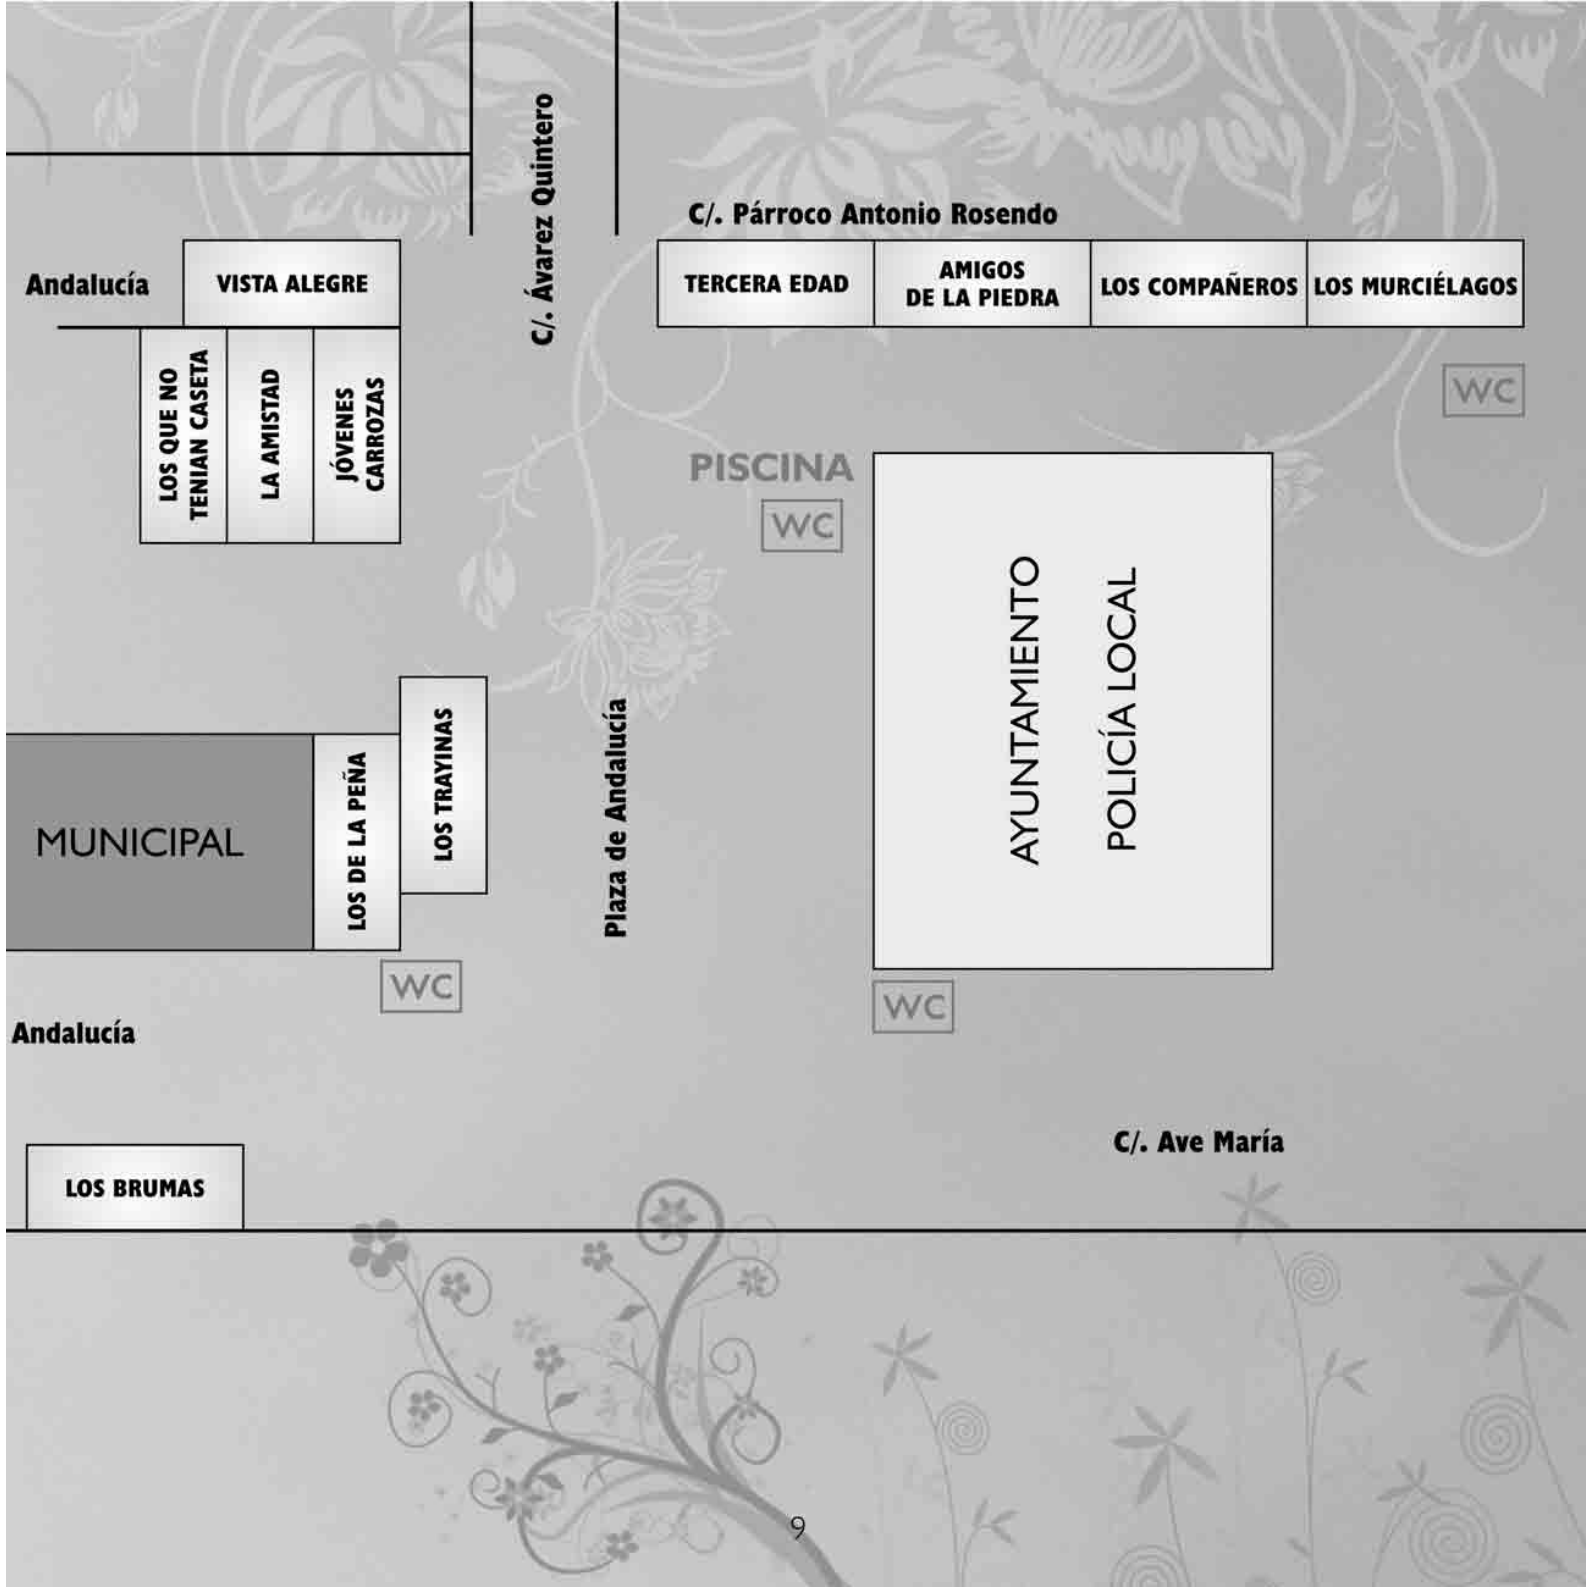 C/. Ávarez Quintero
C/. Párroco Antonio Rosendo
Andalucía
VISTA ALEGRE
TERCERA EDAD
AMIGOS
DE LA PIEDRA
LOS COMPAÑEROS
LOS MURCIÉLAGOS
LOS QUE NO
TENIAN CASETA
LA AMISTAD
JÓVENES
CARROZAS
WC
PISCINA
WC
AYUNTAMIENTO
POLICÍA LOCAL
MUNICIPAL
LOS DE LA PEÑA
LOS TRAYINAS
Plaza de Andalucía
WC
WC
Andalucía
C/. Ave María
LOS BRUMAS
9